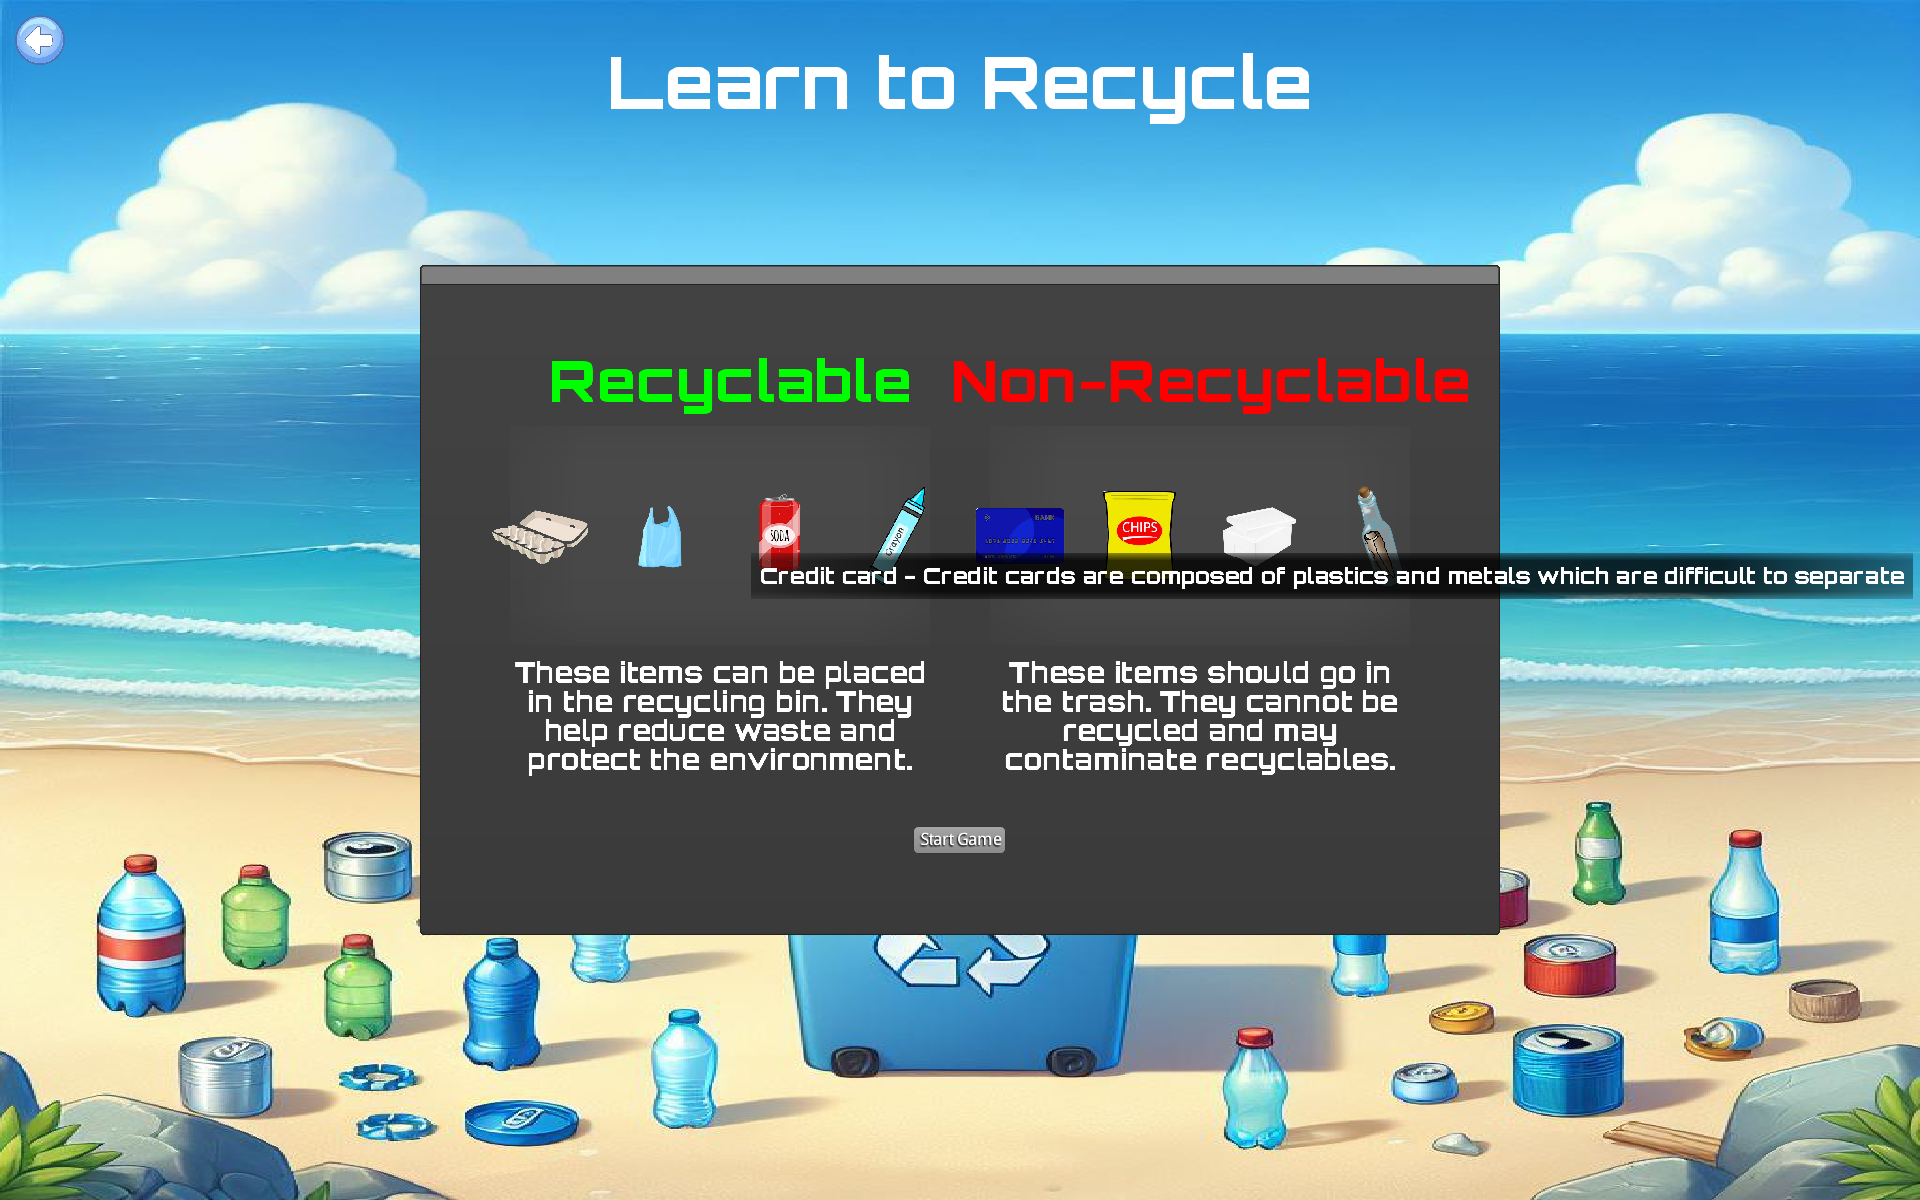 Learn to Recycle
Recyclable
Non-Recyclable
SODA
Crayon
BANK
CHIPS
Credit card - Credit cards are composed of plastics and metals which are difficult to separate
These items can be placed
in the recycling bin. They
help reduce waste and
protect the environment.
These items should go in
the trash. They cannot be
recycled and may
contaminate recyclables.
Start Game